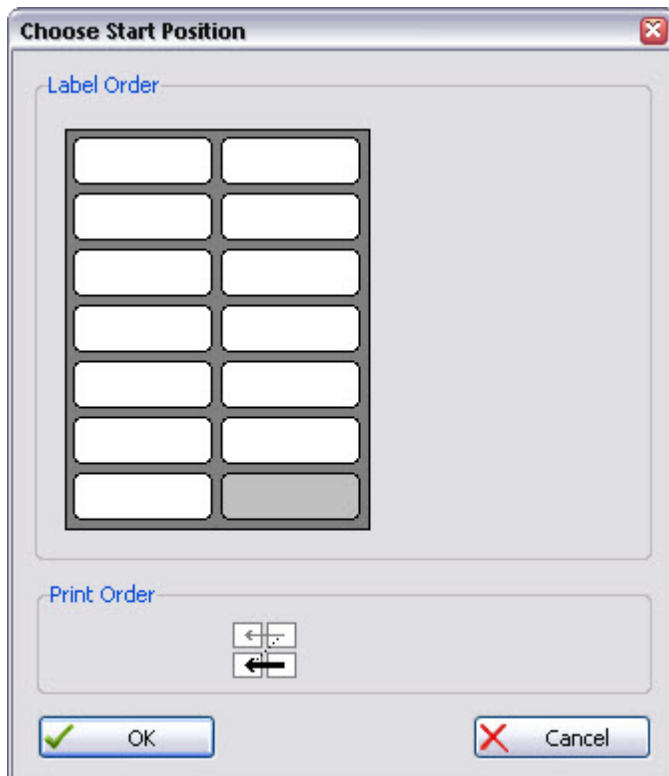 Choose Start Position
Label Order
Print Order
OK
Cancel